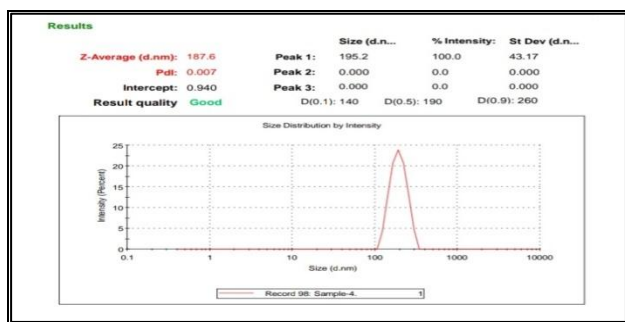 Results
Size (d.n... % Intensity: St Dev (d.n...
Z-Average (d.nm): 187.6 Peak 1: 195.2 100.0 43.17
PdI: 0.007 Peak 2: 0.000 0.0 0.000
Intercept: 0.940 Peak 3: 0.000 0.0 0.000
Result quality Good D(0.1): 140 D(0.5): 190 D(0.9): 260
Size Distribution by Intensity
Intensity (Percent)
25
20
15
10
5
0
0.1 1 10 100 1000 10000
Size (d.nm)
Record 98: Sample-4. 1